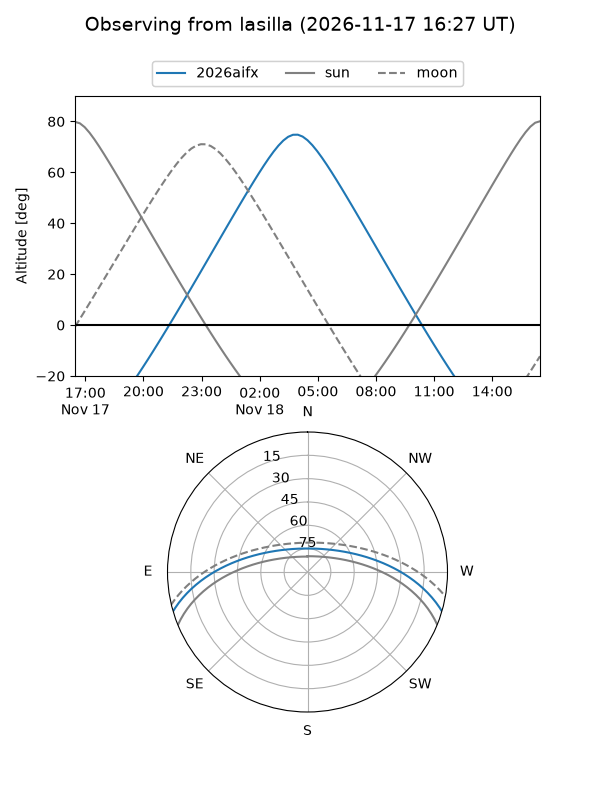 Observing from lasilla (2026-11-17 16:27 UT)
2026aifx sun moon
Altitude [deg]
80
60
40
20
0
−20
17:00 20:00 23:00 02:00 05:00 08:00 11:00 14:00
Nov 17 Nov 18
N
NE NW
15
30
45
60
75
E W
SE SW
S